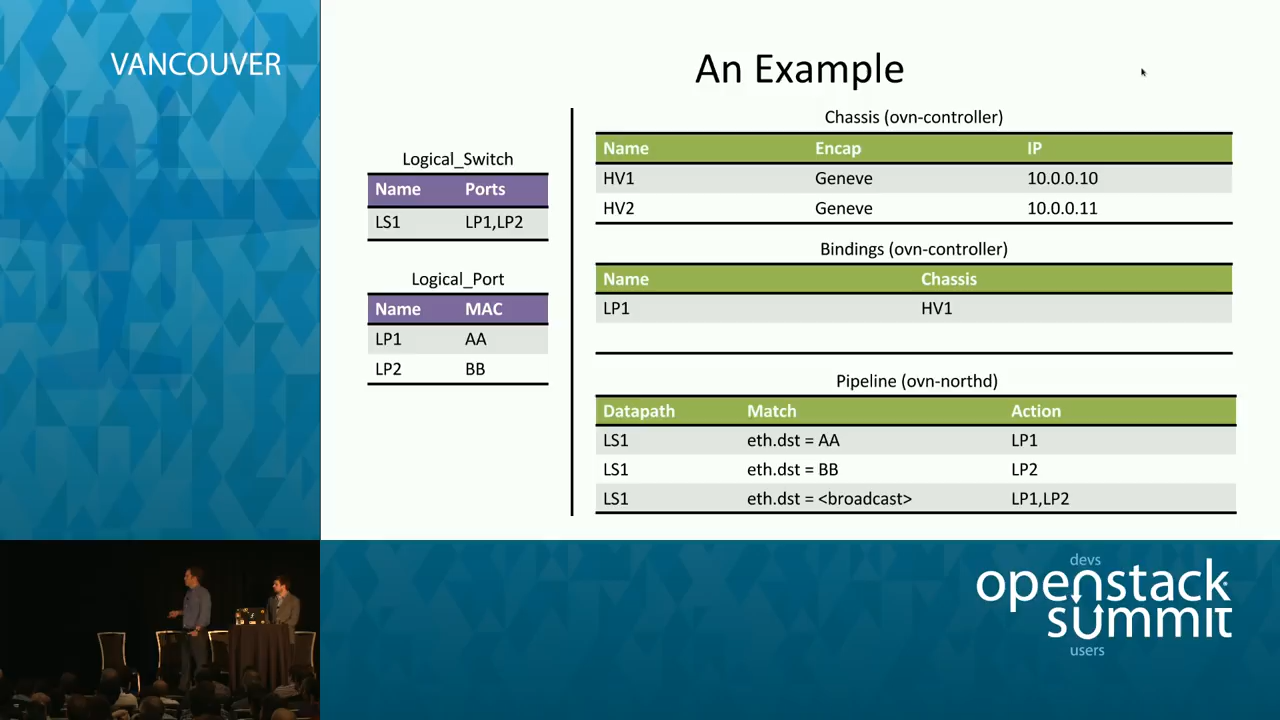 VANCOUVER
An Example
Logical_Switch
Name Ports
LS1 LP1,LP2
Logical_Port
Name MAC
LP1 AA
LP2 BB
Chassis (ovn-controller)
Name Encap IP
HV1 Geneve 10.0.0.10
HV2 Geneve 10.0.0.11
Bindings (ovn-controller)
Name Chassis
LP1 HV1
Pipeline (ovn-northd)
Datapath Match Action
LS1 eth.dst = AA LP1
LS1 eth.dst = BB LP2
LS1 eth.dst = <broadcast> LP1,LP2
devs
openstack
summit
users